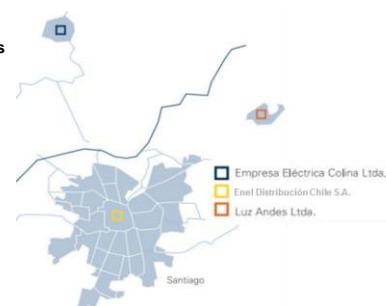 s
Empresa Eléctrica Colina Ltda.
Enel Distribución Chile S.A.
Luz Andes Ltda.
Santiago